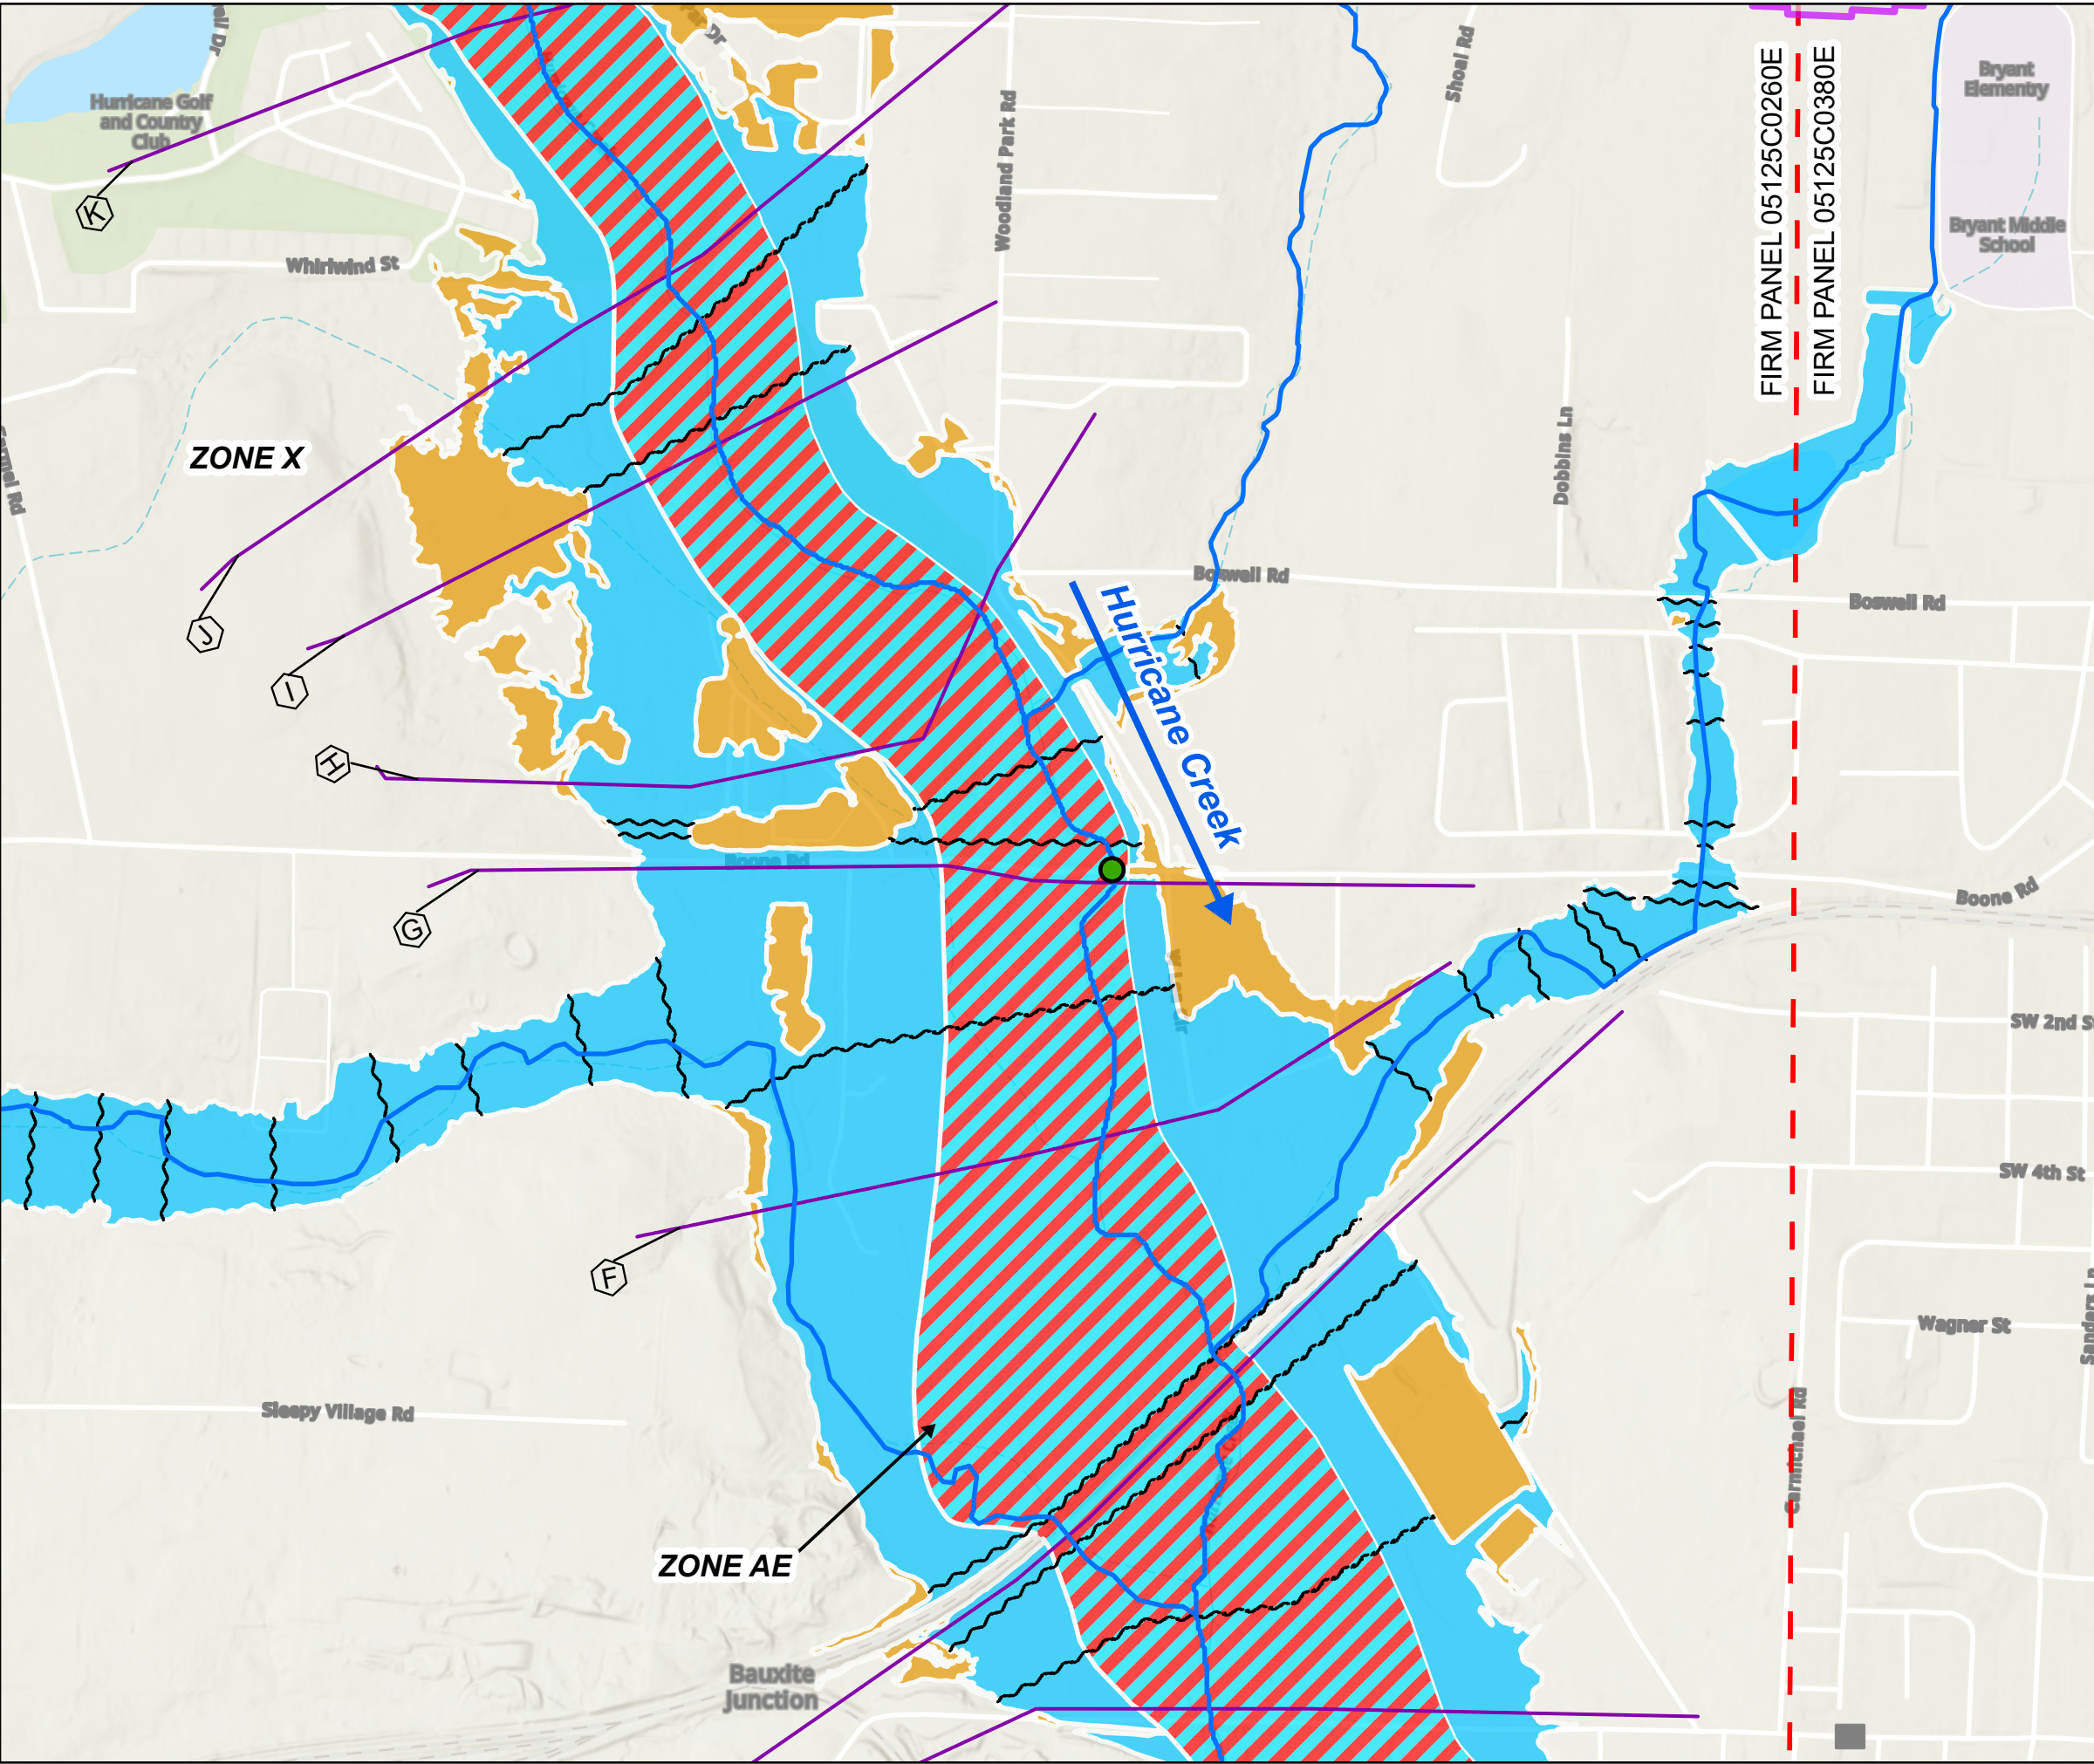 Hurricane Golf
and Country
Club
K
Whirlwind St
Woodland Park Rd
Shoal Rd
FIRM PANEL 05125C0260E
FIRM PANEL 05125C0380E
Bryant
Elementry
Bryant Middle
School
ZONE X
Dobbins Ln
J
I
H
Boswell Rd
Boswell Rd
Hurricane Creek
Boone Rd
G
Boone Rd
SW 2nd St
SW 4th St
F
Wagner St
Sanders Ln
Sleepy Village Rd
Carmichael Rd
ZONE AE
Bauxite
Junction